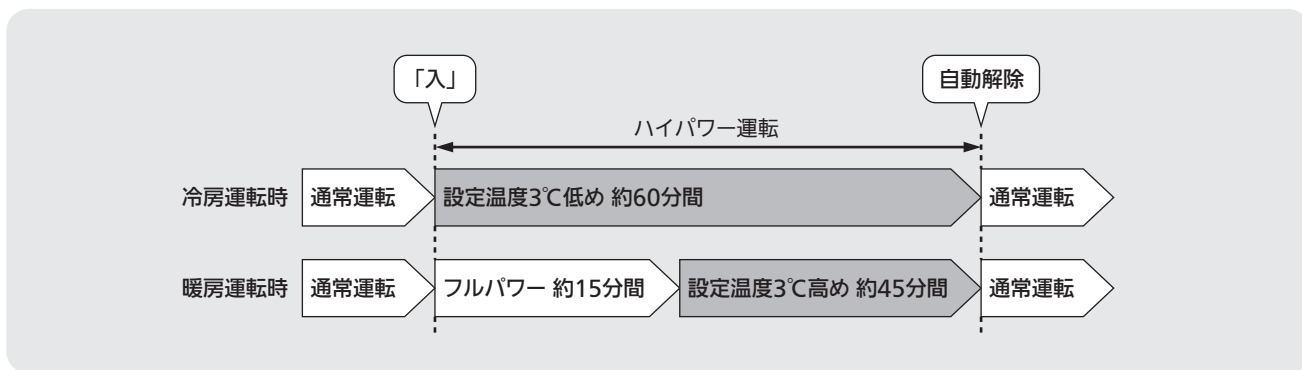 「入」
自動解除
ハイパワー運転
冷房運転時 通常運転 設定温度3℃低め 約60分間 通常運転
暖房運転時 通常運転 フルパワー 約15分間 設定温度3℃高め 約45分間 通常運転